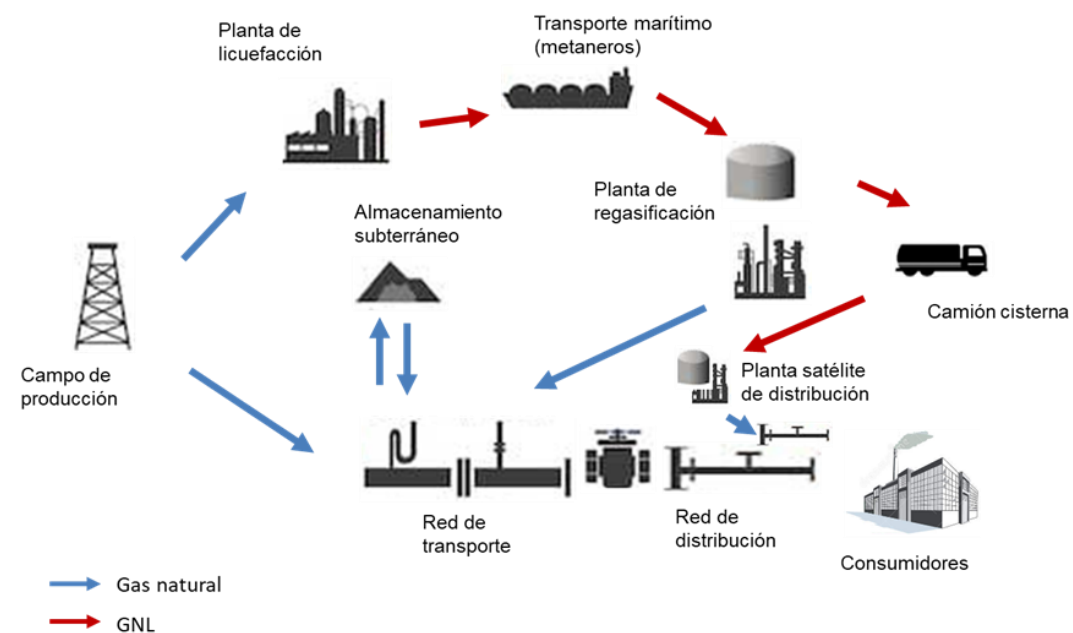 Planta de
licuefacción
Transporte marítimo
(metaneros)
Planta de
regasificación
Almacenamiento
subterráneo
Camión cisterna
Campo de
producción
Planta satélite
de distribución
Red de
transporte
Red de
distribución
Consumidores
Gas natural
GNL